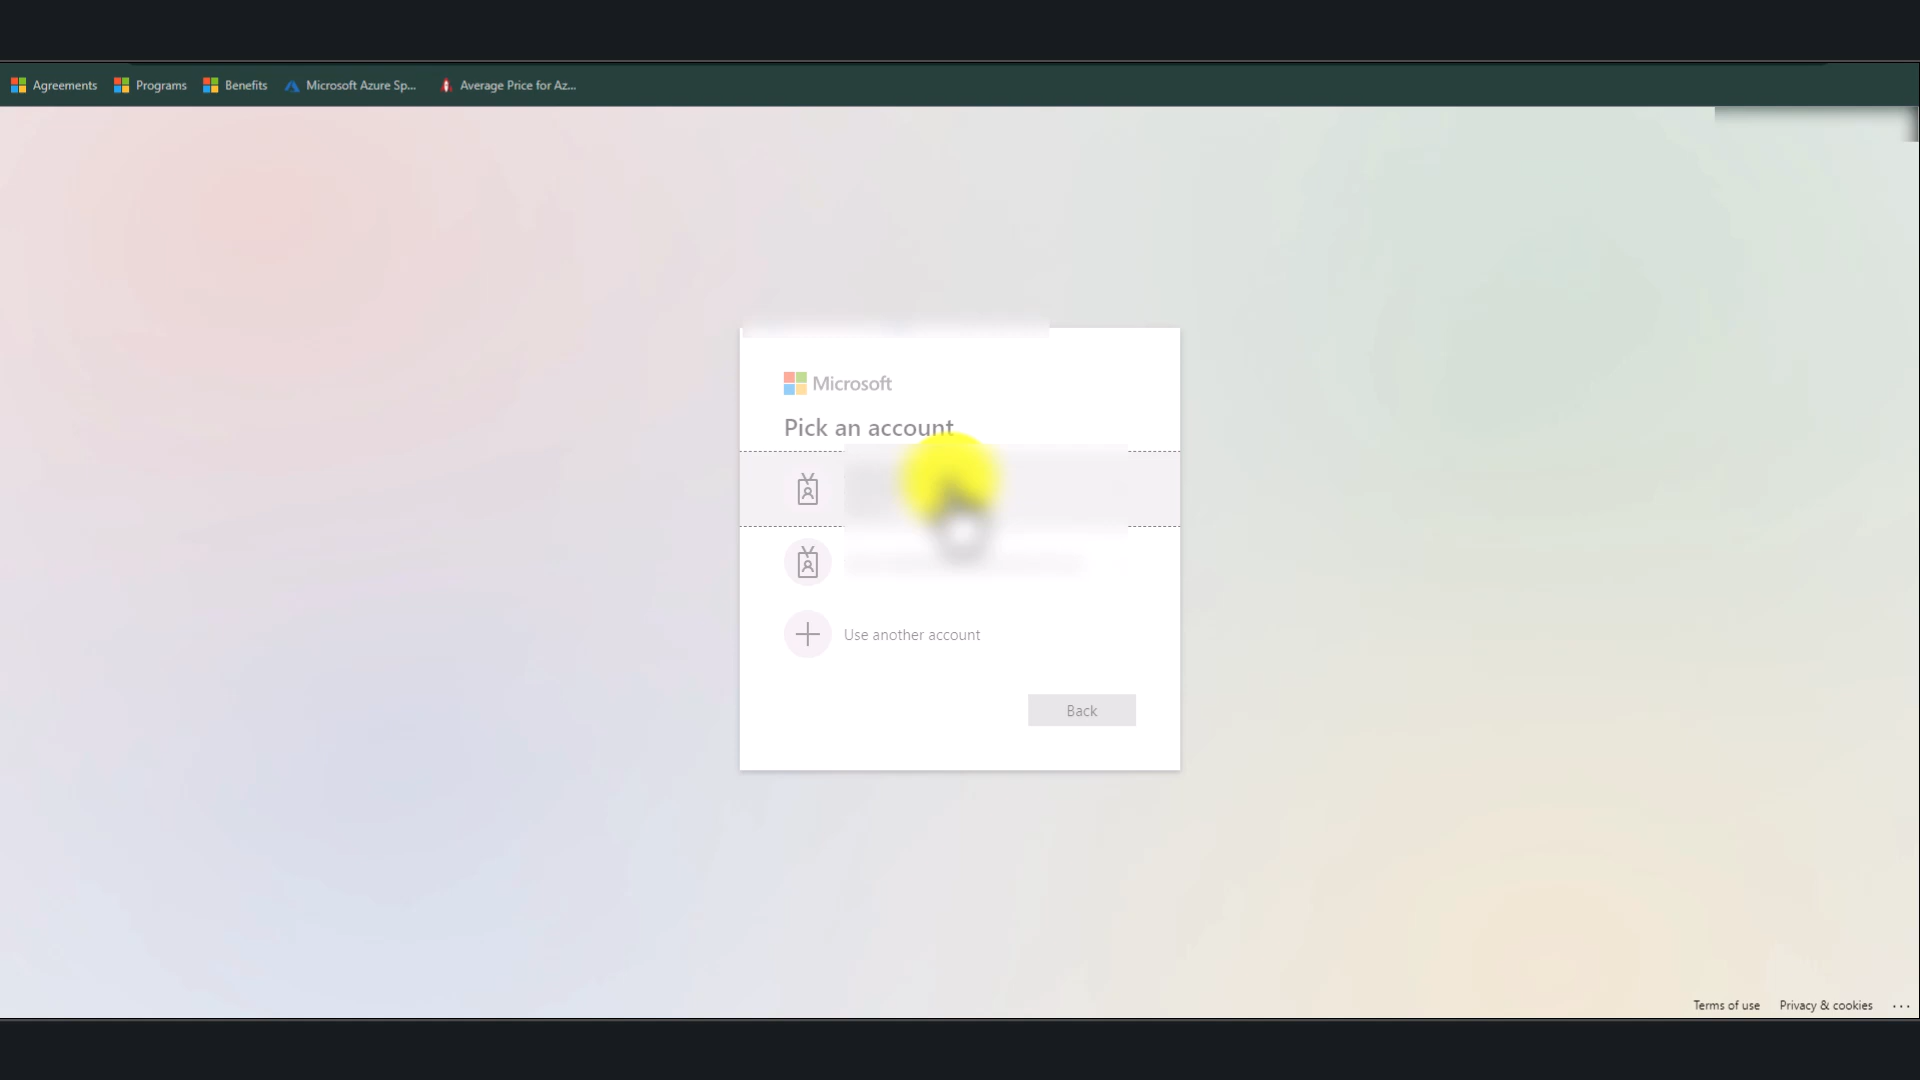 Agreements Programs Benefits Microsoft Azure Sp... Average Price for Az...
Microsoft
Pick an account
Use another account
Back
Terms of use Privacy & cookies ...